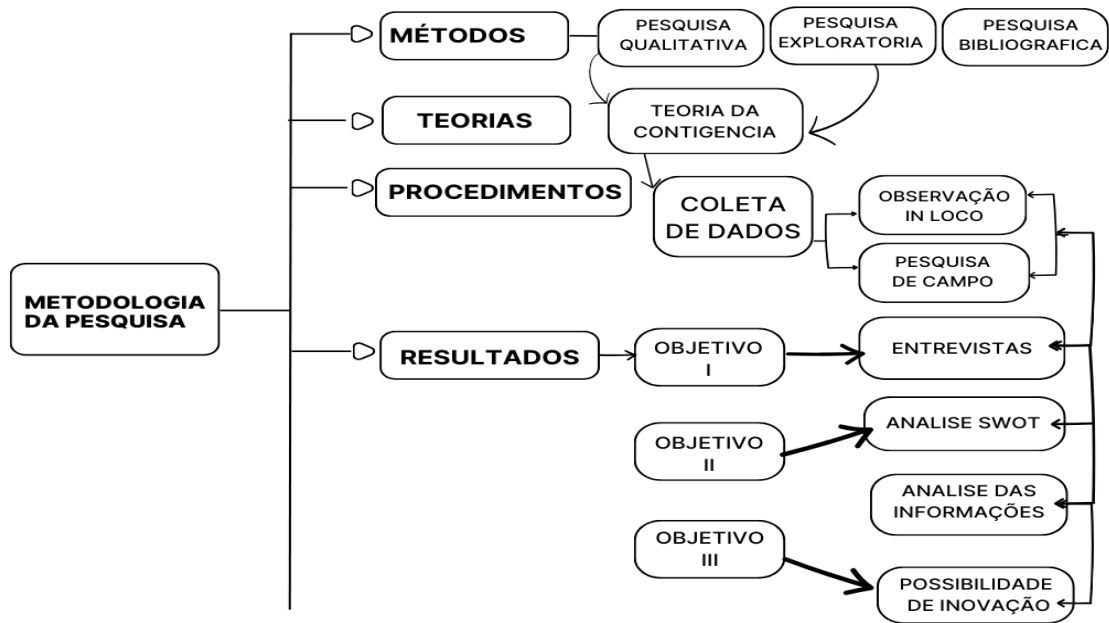 MÉTODOS
PESQUISA
QUALITATIVA
PESQUISA
EXPLORATORIA
PESQUISA
BIBLIOGRAFICA
TEORIAS
TEORIA DA
CONTIGENCIA
PROCEDIMENTOS
COLETA
DE DADOS
OBSERVAÇÃO
IN LOCO
PESQUISA
DE CAMPO
METODOLOGIA
DA PESQUISA
RESULTADOS
OBJETIVO
I
ENTREVISTAS
OBJETIVO
II
ANALISE SWOT
ANALISE DAS
INFORMAÇÕES
OBJETIVO
III
POSSIBILIDADE
DE INOVAÇÃO